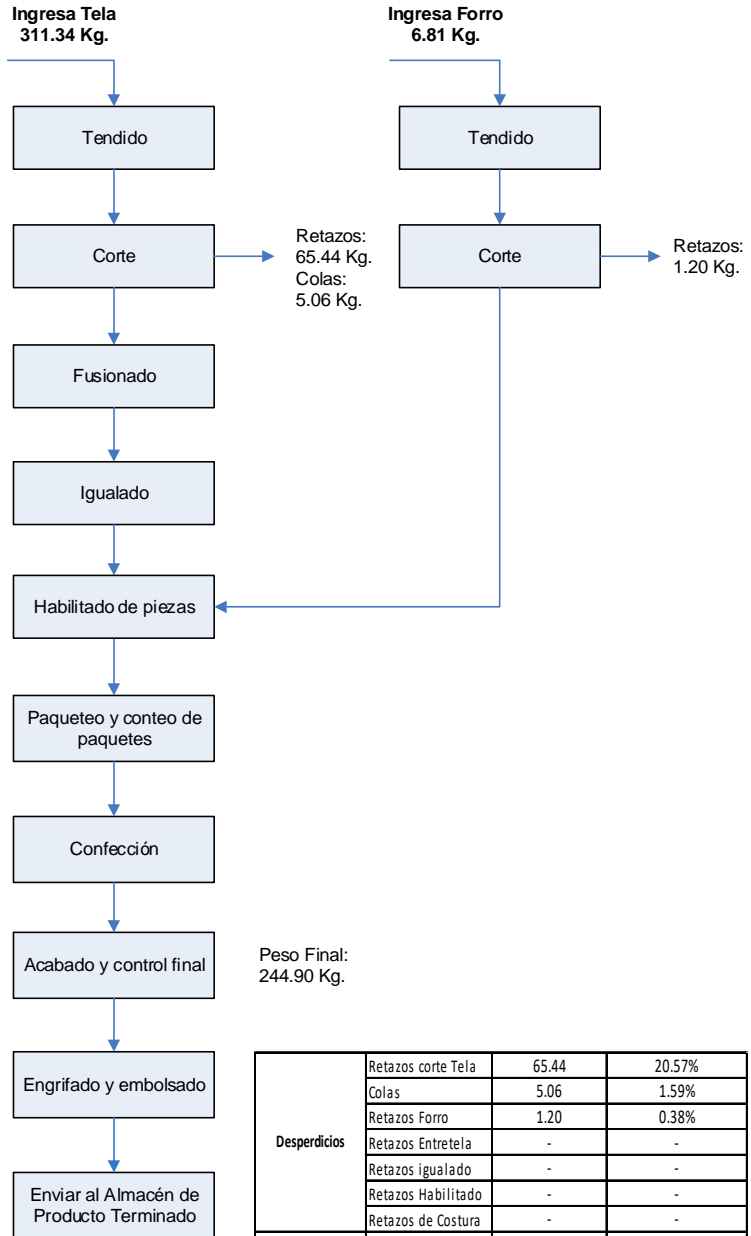 Ingresa Tela
311.34 Kg.
Ingresa Forro
6.81 Kg.
Tendido
Tendido
Corte
Retazos:
65.44 Kg.
Colas:
5.06 Kg.
Corte
Retazos:
1.20 Kg.
Fusionado
Igualado
Habilitado de piezas
Paqueteo y conteo de
paquetes
Confección
Acabado y control final
Peso Final:
244.90 Kg.
Engrifado y embolsado
Enviar al Almacén de
Producto Terminado
Desperdicios
Retazos corte Tela 65.44 20.57%
Colas 5.06 1.59%
Retazos Forro 1.20 0.38%
Retazos Entretela - -
Retazos igualado - -
Retazos Habilitado - -
Retazos de Costura - -